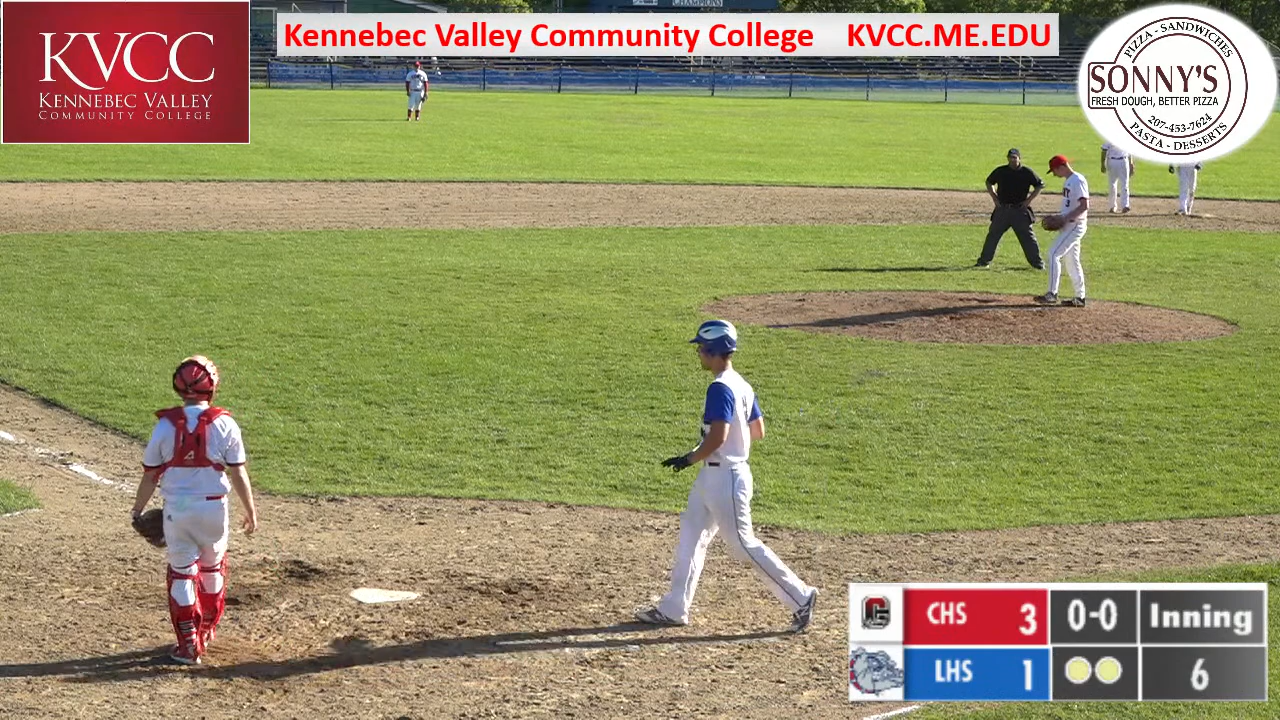 KVCC
KENNEBEC VALLEY
COMMUNITY COLLEGE
Kennebec Valley Community College KVCC.ME.EDU
PIZZA - SANDWICHES
SONNY'S
FRESH DOUGH, BETTER PIZZA
207-453-7624
PASTA - DESSERTS
CHAMPIONS
CHS 3 0-0 Inning
LHS 1 6